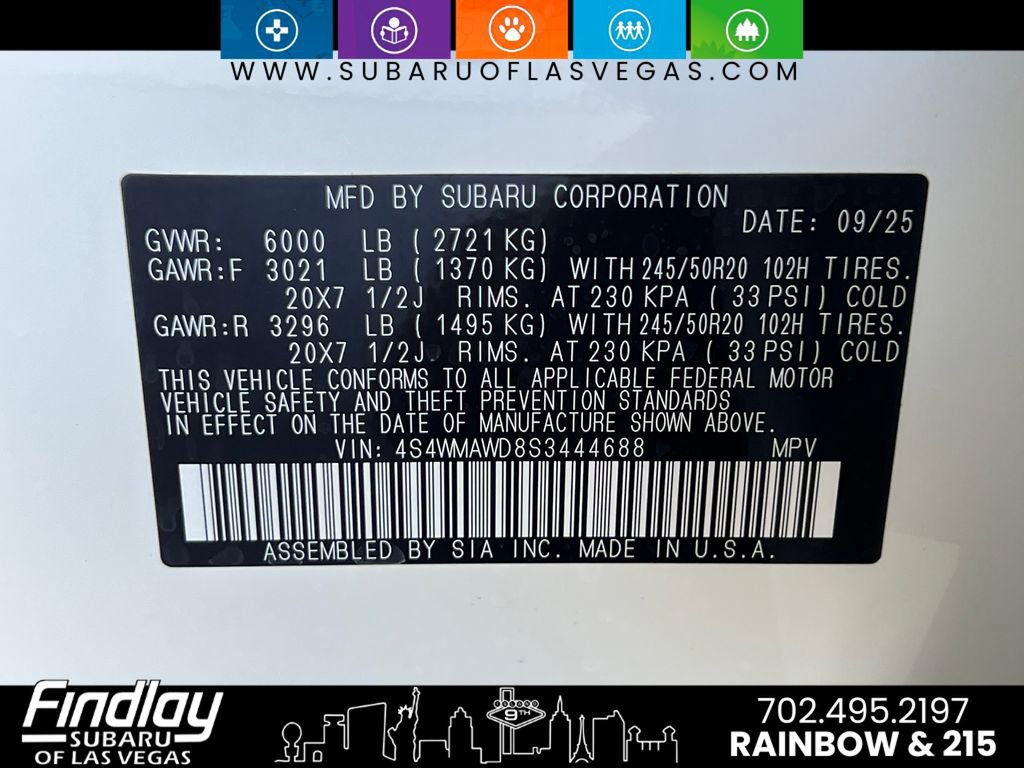 WWW.SUBARUOFLASVEGAS.COM
MFD BY SUBARU CORPORATION
DATE: 09/25
GVWR: 6000 LB ( 2721 KG)
GAWR:F 3021 LB ( 1370 KG) WITH 245/50R20 102H TIRES.
20X7 1/2J RIMS. AT 230 KPA ( 33 PSI) COLD
GAWR:R 3296 LB ( 1495 KG) WITH 245/50R20 102H TIRES.
20X7 1/2J RIMS. AT 230 KPA ( 33 PSI) COLD
THIS VEHICLE CONFORMS TO ALL APPLICABLE FEDERAL MOTOR
VEHICLE SAFETY AND THEFT PREVENTION STANDARDS
IN EFFECT ON THE DATE OF MANUFACTURE SHOWN ABOVE.
VIN: 4S4WMAWD8S3444688 MPV
ASSEMBLED BY SIA INC. MADE IN U.S.A.
Findlay
SUBARU
OF LAS VEGAS
9TH
702.495.2197
RAINBOW & 215